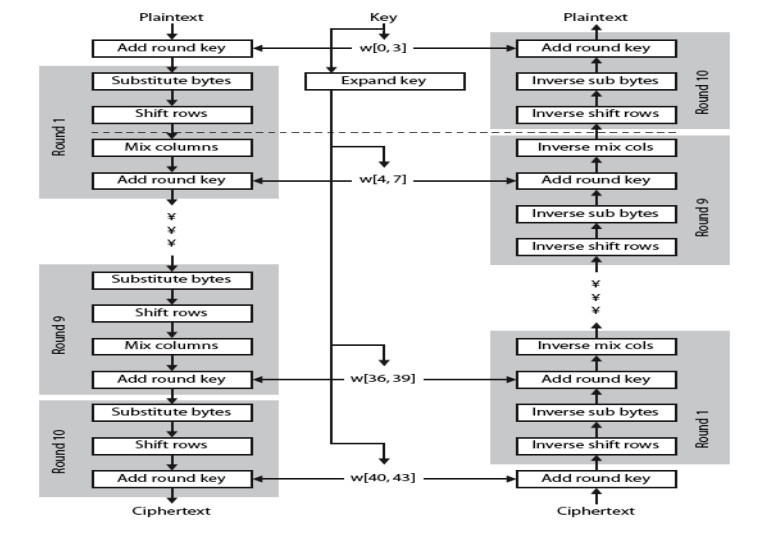 Plaintext
Add round key
Substitute bytes
Shift rows
Mix columns
Add round key
Round 1
¥
¥
¥
Substitute bytes
Shift rows
Mix columns
Add round key
Round 9
Substitute bytes
Shift rows
Add round key
Round 10
Ciphertext
Key
w[0, 3]
Expand key
w[4, 7]
w[36, 39]
w[40, 43]
Plaintext
Add round key
Inverse sub bytes
Inverse shift rows
Round 10
Inverse mix cols
Add round key
Inverse sub bytes
Inverse shift rows
Round 9
¥
¥
¥
Inverse mix cols
Add round key
Inverse sub bytes
Inverse shift rows
Round 1
Add round key
Ciphertext